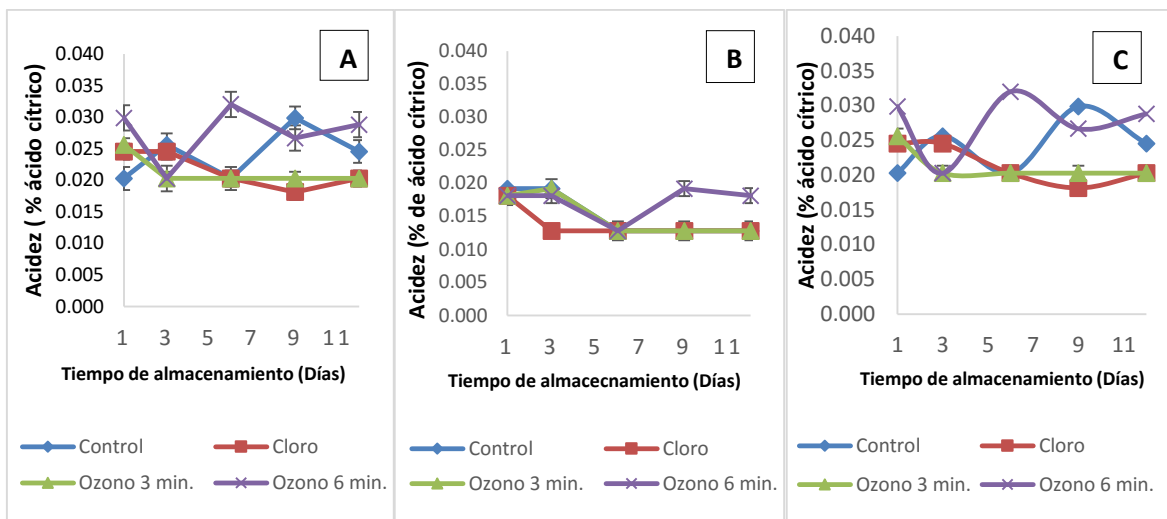 A
Acidez ( % ácido cítrico)
0.040
0.035
0.030
0.025
0.020
0.015
0.010
0.005
0.000
1 3 5 7 9 11
Tiempo de almacenamiento (Días)
Control Cloro
Ozono 3 min. Ozono 6 min.
B
Acidez (% de ácido cítrico)
0.040
0.035
0.030
0.025
0.020
0.015
0.010
0.005
0.000
1 3 5 7 9 11
Tiempo de almacecnamiento (Días)
Control Cloro
Ozono 3 min. Ozono 6 min.
C
Acidez (% ácido cítrico)
0.040
0.035
0.030
0.025
0.020
0.015
0.010
0.005
0.000
1 3 5 7 9 11
Tiempo de almacenamiento (Días)
Control Cloro
Ozono 3 min. Ozono 6 min.